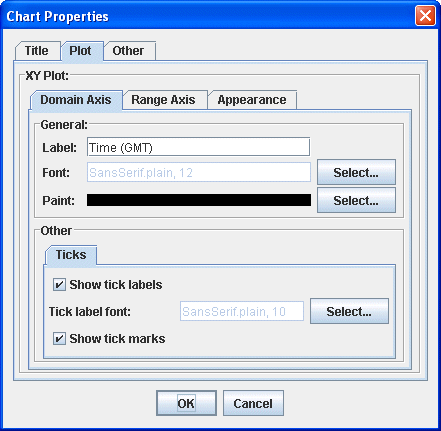 Chart Properties
Title Plot Other
XY Plot:
Domain Axis Range Axis Appearance
General:
Label: Time (GMT)
Font: SansSerif.plain, 12 Select...
Paint: Select...
Other
Ticks
Show tick labels
Tick label font: SansSerif.plain, 10 Select...
Show tick marks
OK Cancel